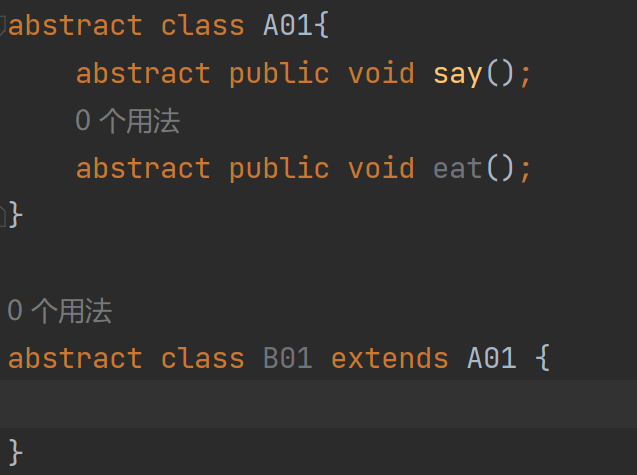 abstract class A01{
abstract public void say();
0 个用法
abstract public void eat();
}
0 个用法
abstract class B01 extends A01 {
}